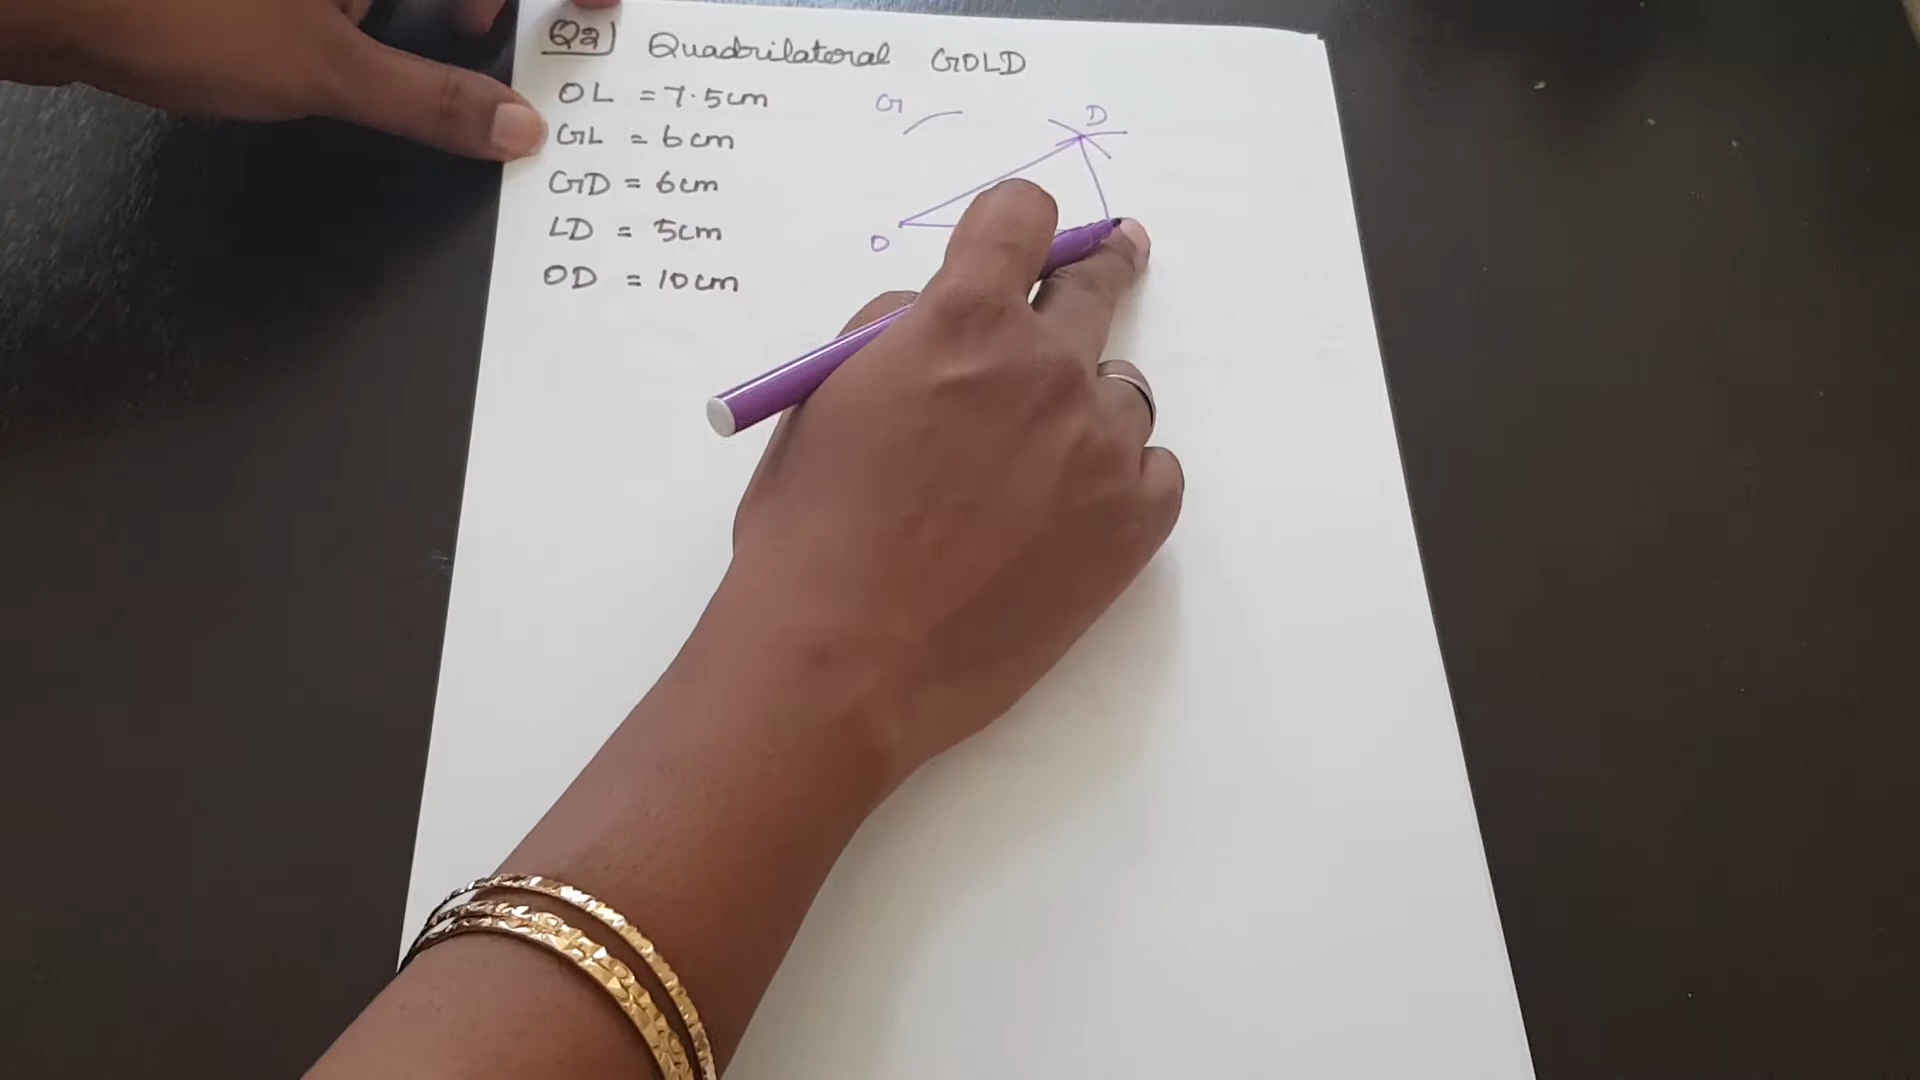 Q2) Quadrilateral GOLD
OL = 7.5cm
GL = 6cm
GD = 6cm
LD = 5cm
OD = 10cm
G
D
O